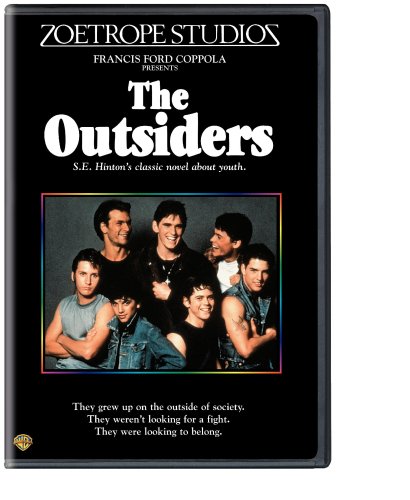 ZOETROPE STUDIOS
FRANCIS FORD COPPOLA
PRESENTS
The
Outsiders
S.E. Hinton's classic novel about youth.
They grew up on the outside of society.
They weren't looking for a fight.
They were looking to belong.